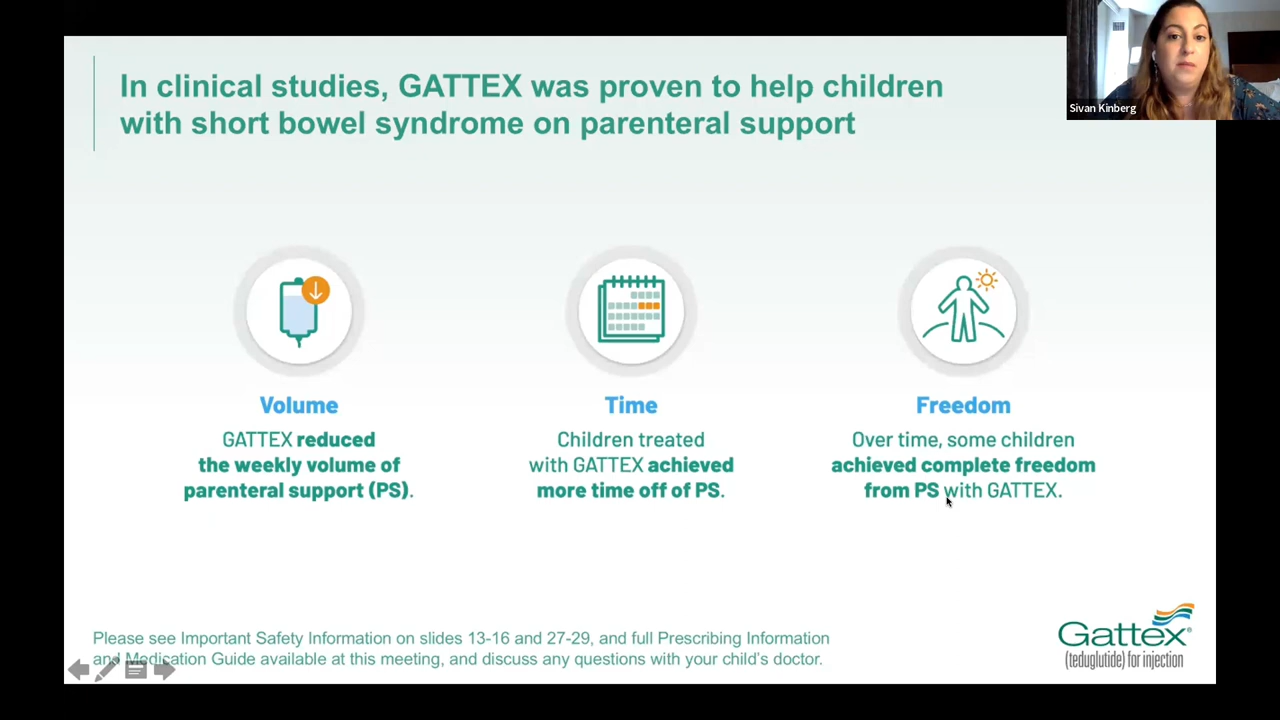 In clinical studies, GATTEX was proven to help children
with short bowel syndrome on parenteral support
Sivan Kinberg
Volume
GATTEX reduced
the weekly volume of
parenteral support (PS).
Time
Children treated
with GATTEX achieved
more time off of PS.
Freedom
Over time, some children
achieved complete freedom
from PS with GATTEX.
Please see Important Safety Information on slides 13-16 and 27-29, and full Prescribing Information
and Medication Guide available at this meeting, and discuss any questions with your child's doctor.
Gattex®
(teduglutide) for injection